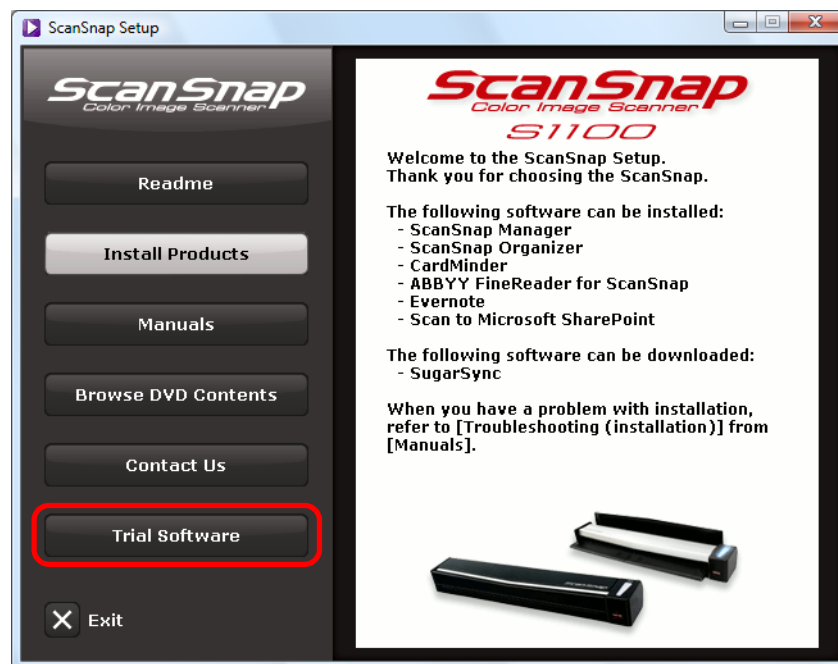 ScanSnap Setup
ScanSnap
Color Image Scanner
Readme
Install Products
Manuals
Browse DVD Contents
Contact Us
Trial Software
Exit
ScanSnap
Color Image Scanner
S1100
Welcome to the ScanSnap Setup.
Thank you for choosing the ScanSnap.
The following software can be installed:
- ScanSnap Manager
- ScanSnap Organizer
- CardMinder
- ABBYY FineReader for ScanSnap
- Evernote
- Scan to Microsoft SharePoint
The following software can be downloaded:
- SugarSync
When you have a problem with installation,
refer to [Troubleshooting (installation)] from
[Manuals].
ScanSnap